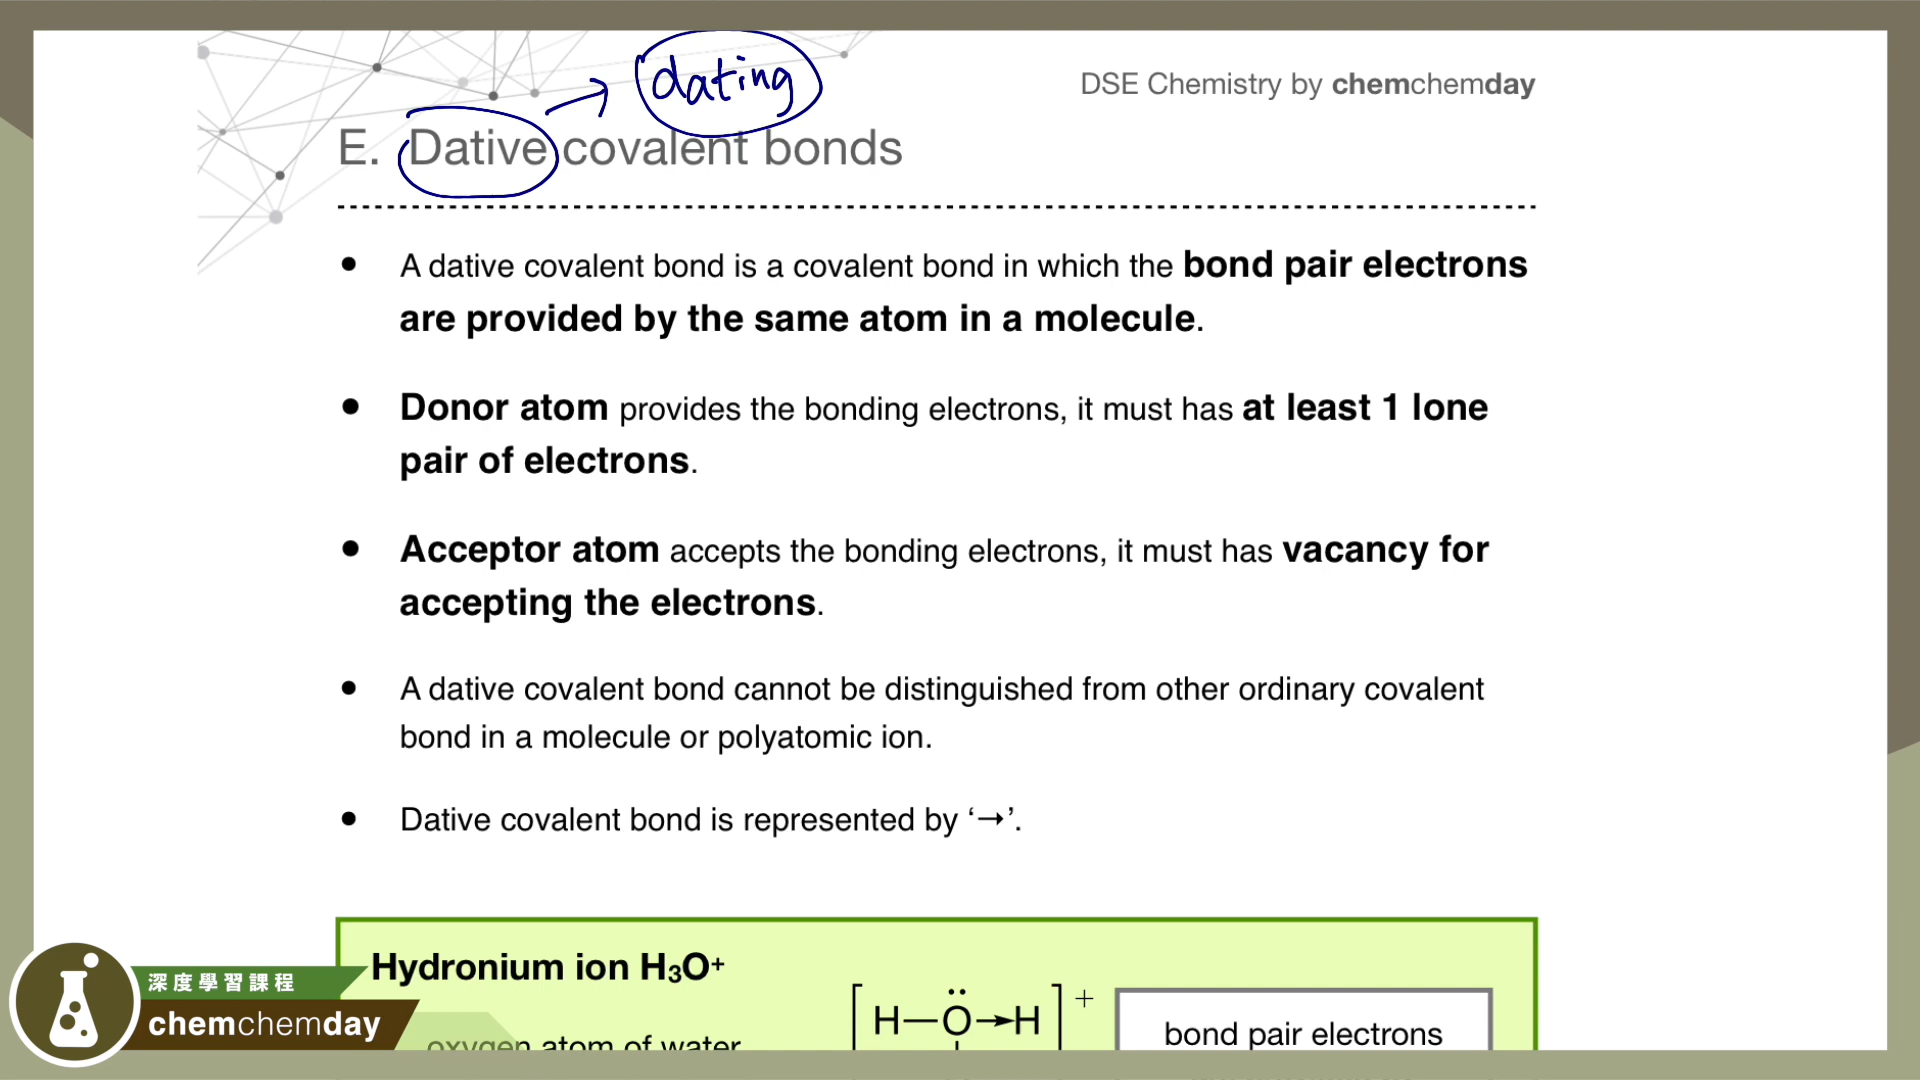 dating
DSE Chemistry by chemchemday
E. Dative covalent bonds
• A dative covalent bond is a covalent bond in which the bond pair electrons
are provided by the same atom in a molecule.
• Donor atom provides the bonding electrons, it must has at least 1 lone
pair of electrons.
• Acceptor atom accepts the bonding electrons, it must has vacancy for
accepting the electrons.
• A dative covalent bond cannot be distinguished from other ordinary covalent
bond in a molecule or polyatomic ion.
• Dative covalent bond is represented by ‘→’.
Hydronium ion H₃O⁺
[H—O→H]⁺
bond pair electrons
oxygen atom of water
深度學習課程
chemchemday